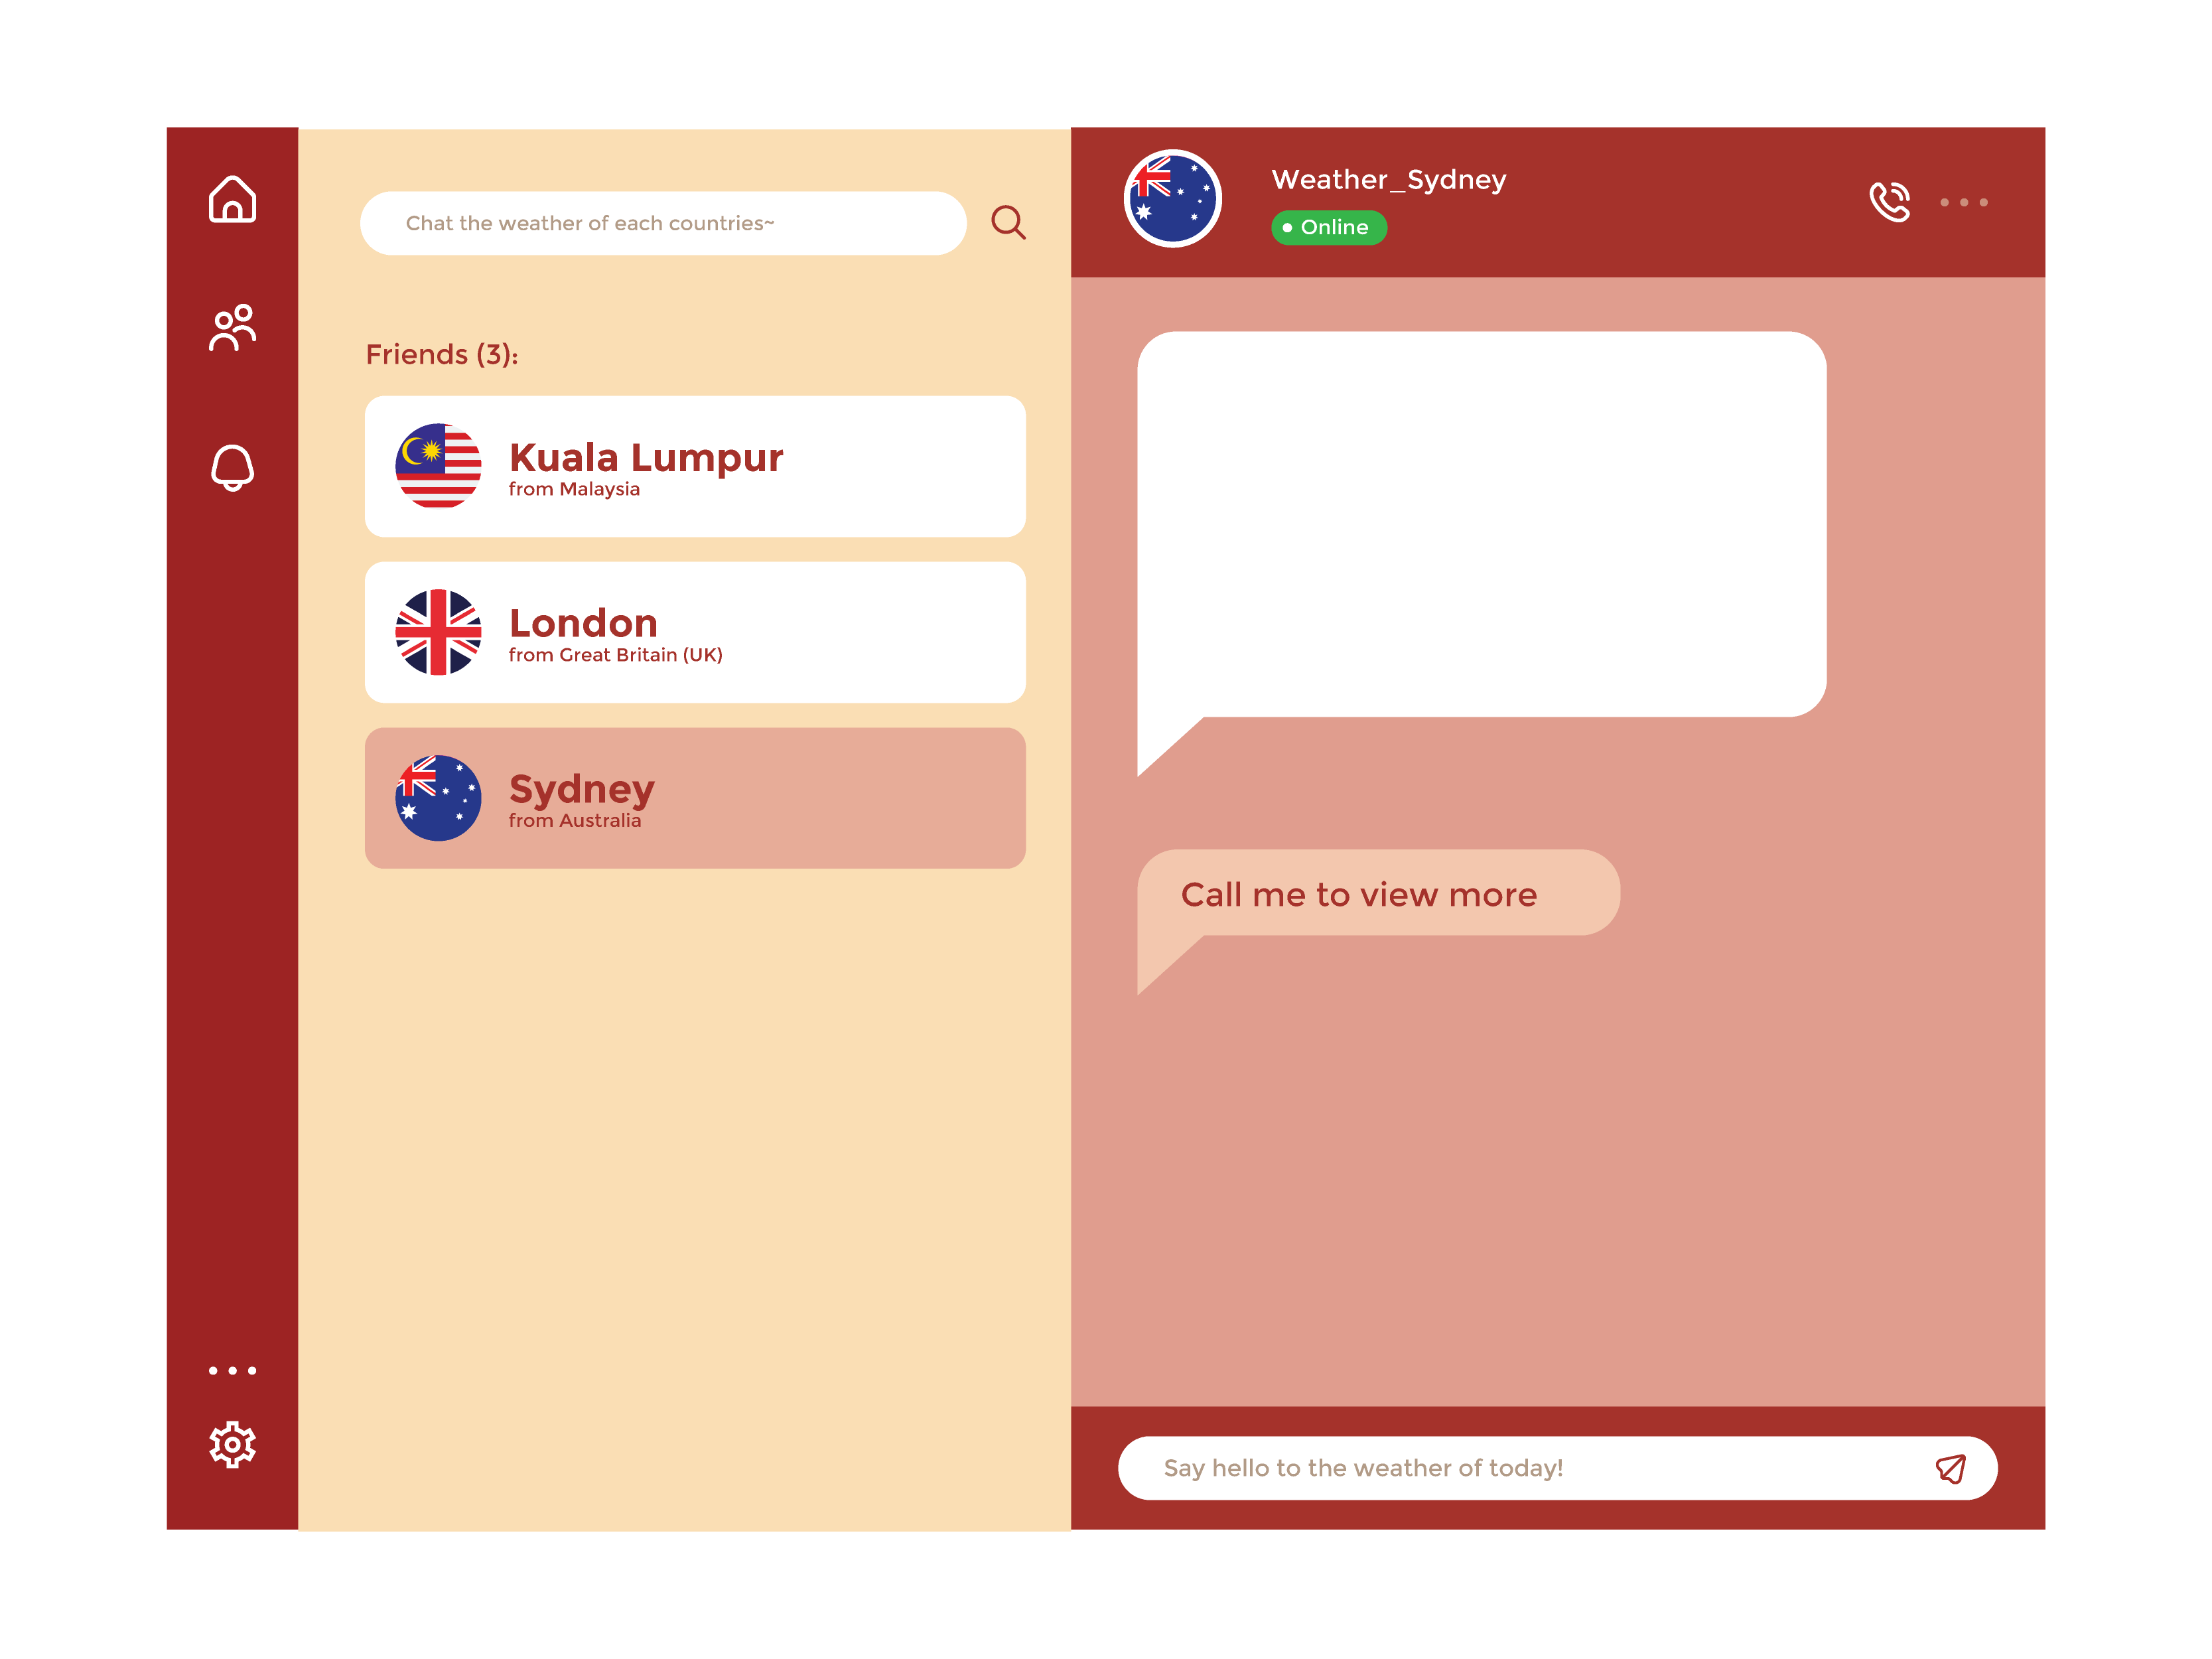 Chat the weather of each countries~
Friends (3):
Kuala Lumpur
from Malaysia
London
from Great Britain (UK)
Sydney
from Australia
Weather_Sydney
Online
Call me to view more
Say hello to the weather of today!